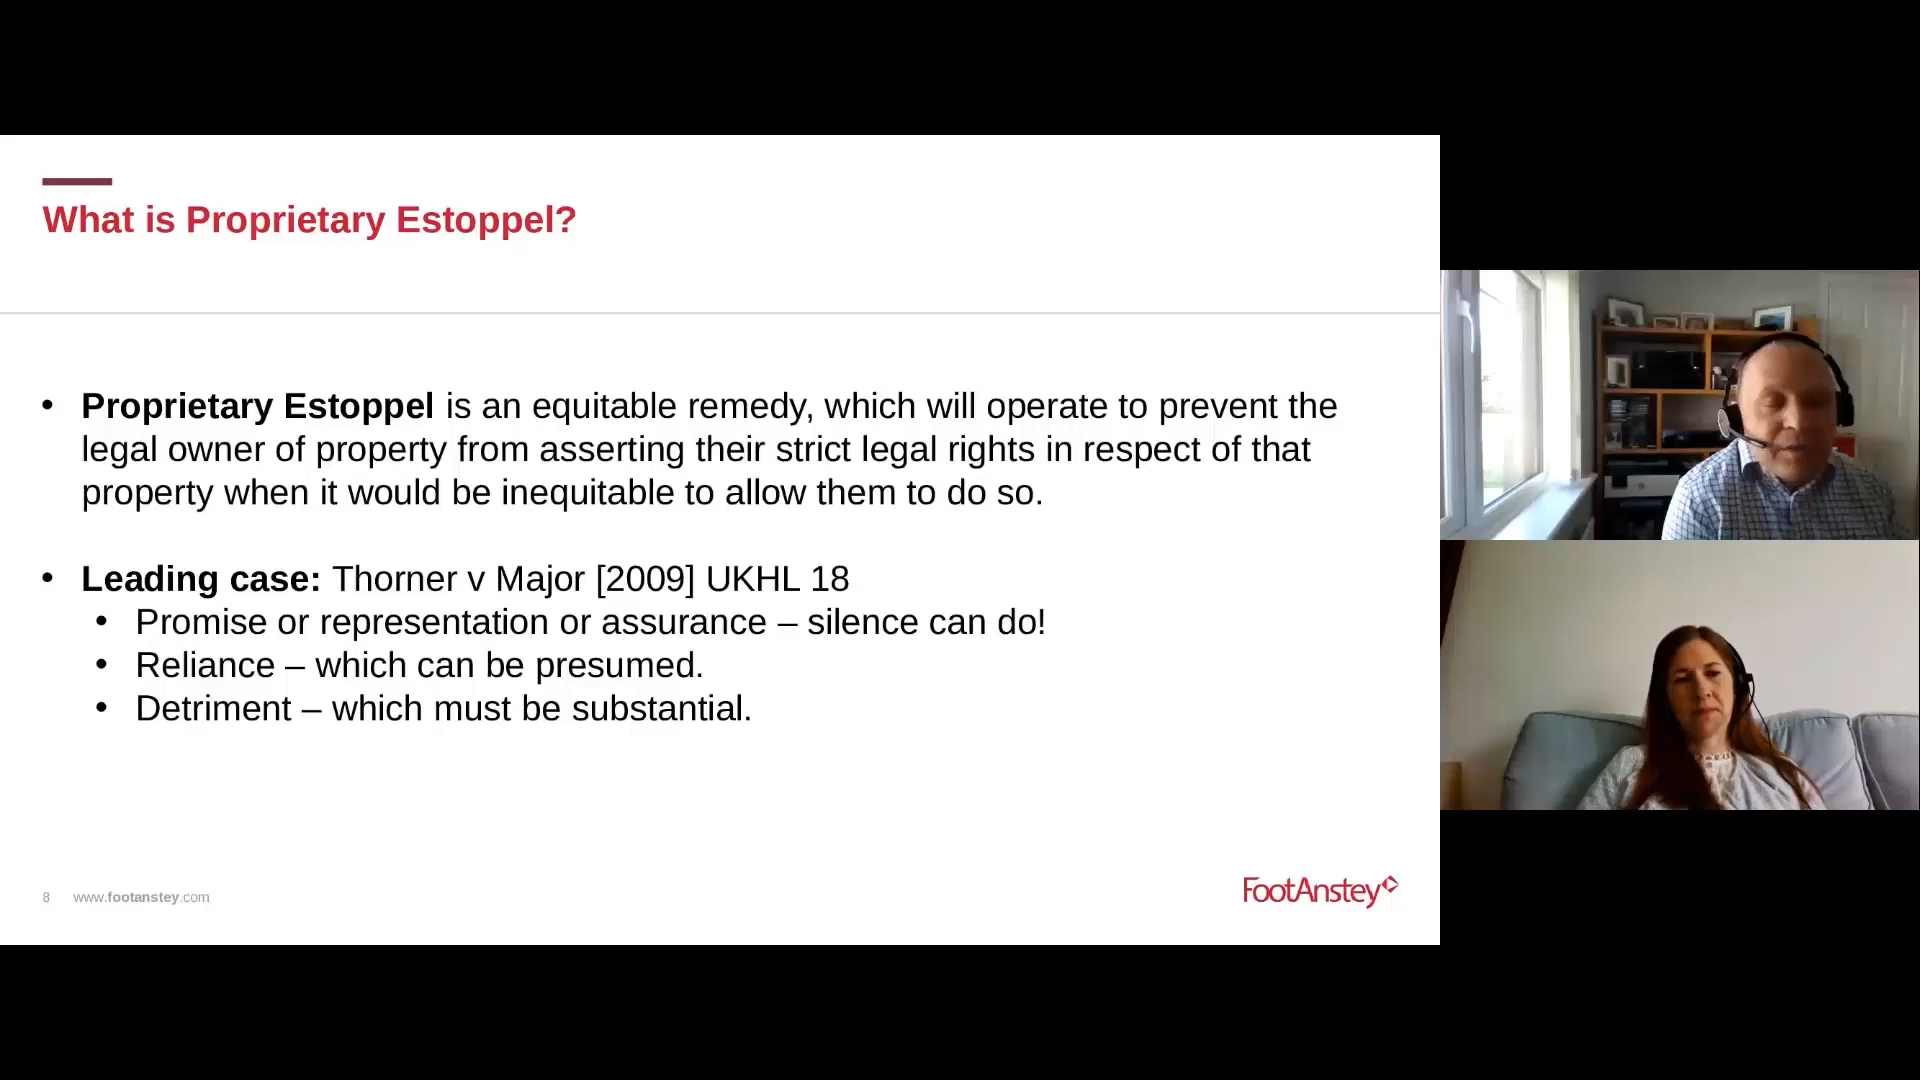 What is Proprietary Estoppel?
• Proprietary Estoppel is an equitable remedy, which will operate to prevent the
legal owner of property from asserting their strict legal rights in respect of that
property when it would be inequitable to allow them to do so.
• Leading case: Thorner v Major [2009] UKHL 18
• Promise or representation or assurance – silence can do!
• Reliance – which can be presumed.
• Detriment – which must be substantial.
8 www.footanstey.com
FootAnstey